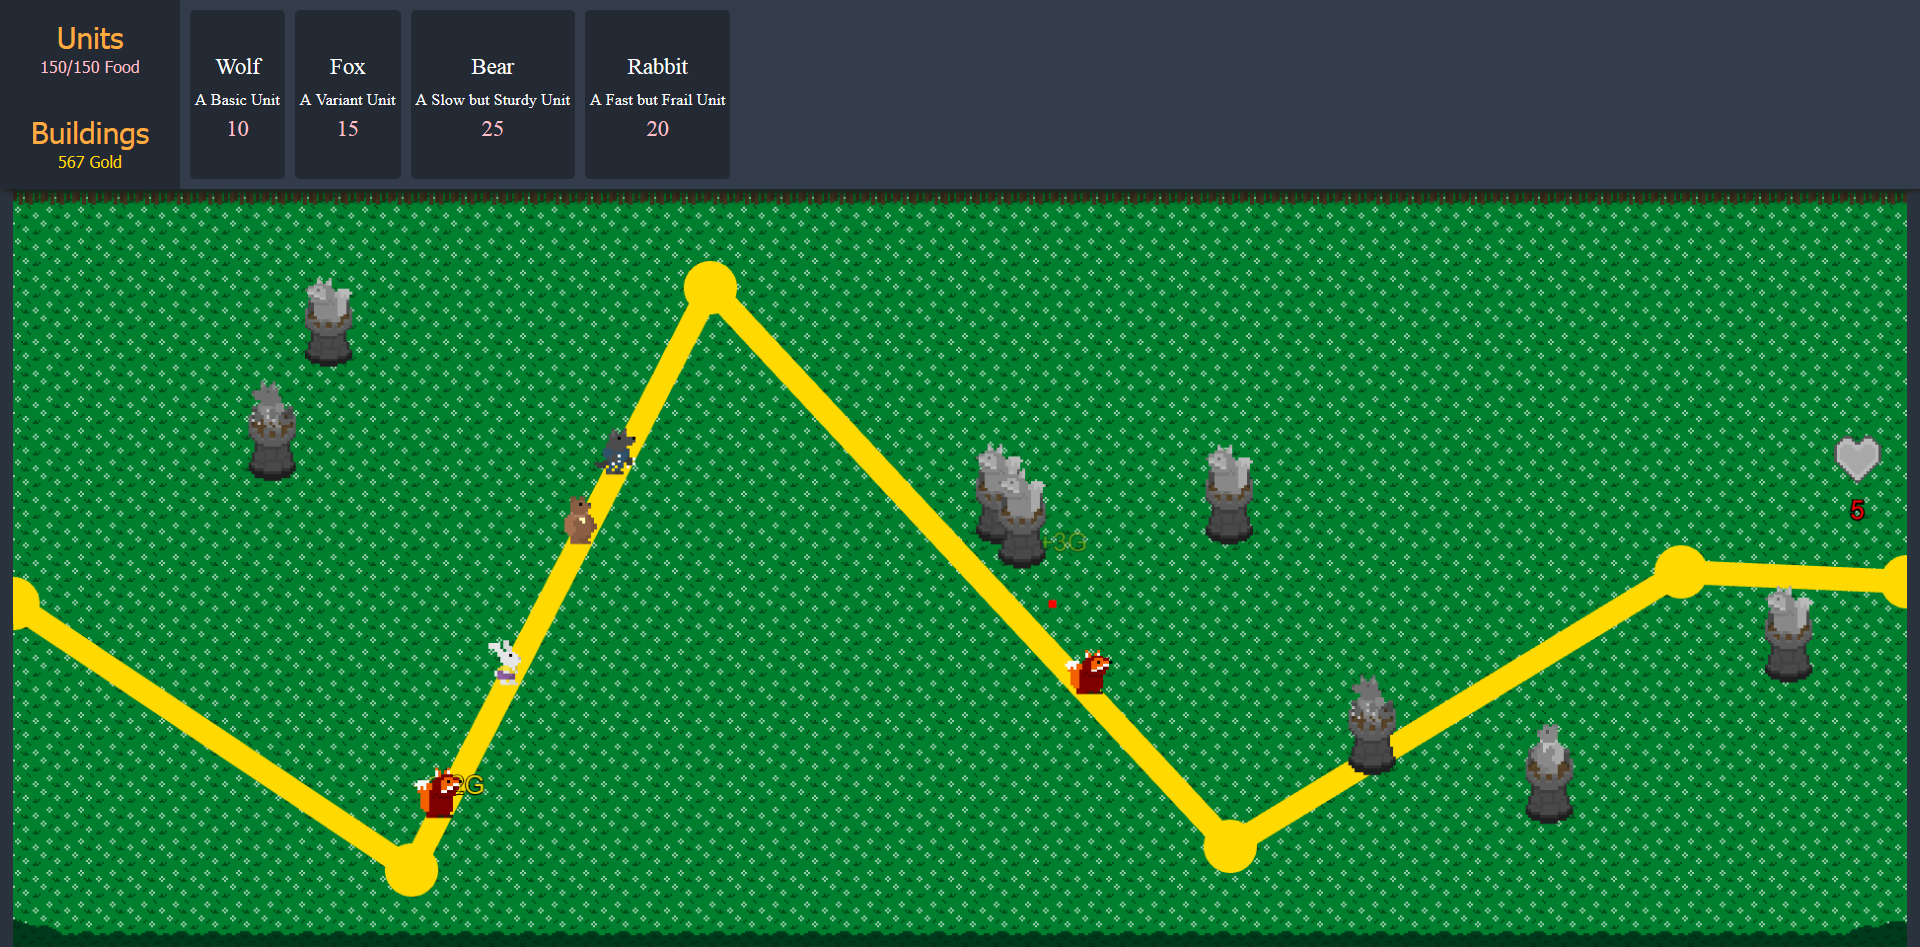 Units
150/150 Food
Buildings
567 Gold
Wolf
A Basic Unit
10
Fox
A Variant Unit
15
Bear
A Slow but Sturdy Unit
25
Rabbit
A Fast but Frail Unit
20
5
+3G
2G